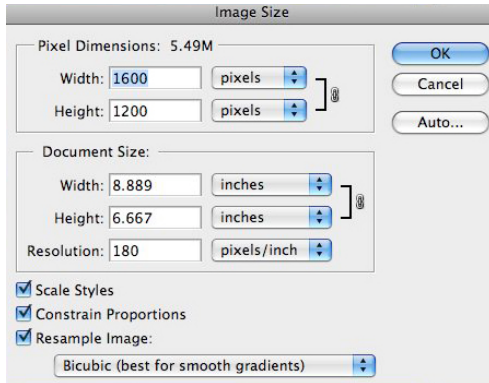 Image Size
Pixel Dimensions: 5.49M
OK
Width: 1600 pixels
Cancel
Height: 1200 pixels
Auto...
Document Size:
Width: 8.889 inches
Height: 6.667 inches
Resolution: 180 pixels/inch
Scale Styles
Constrain Proportions
Resample Image:
Bicubic (best for smooth gradients)